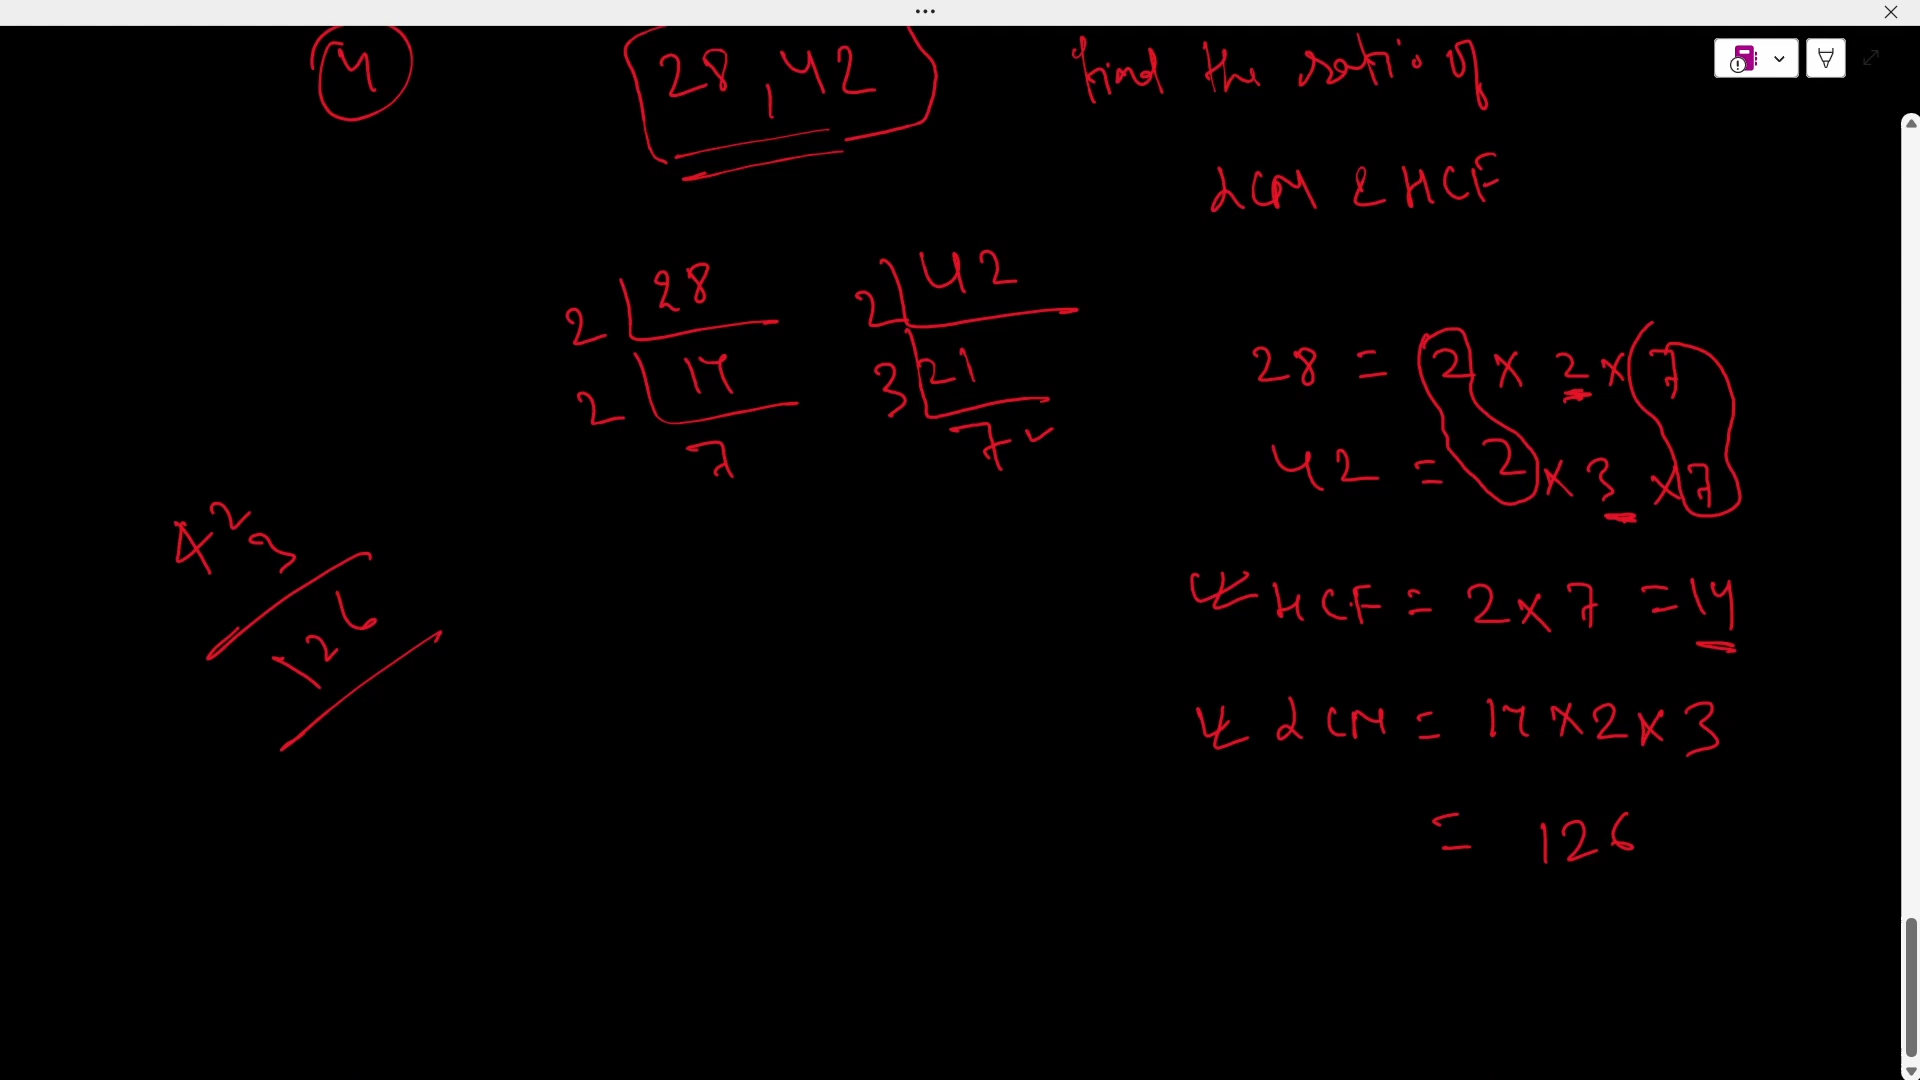 4
28, 42 find the ratio of
LCM & HCF
2 28 2 42
2 14 3 21
7 7
28 = 2 x 2 x 7
42 = 2 x 3 x 7
42
126
HCF = 2 x 7 = 14
LCM = 14 x 2 x 3
= 126